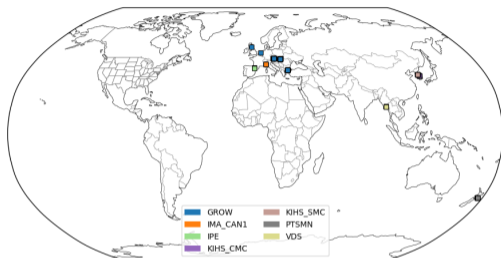 GROW
IMA_CAN1
IPE
KIHS_CMC
KIHS_SMC
PTSMN
VDS